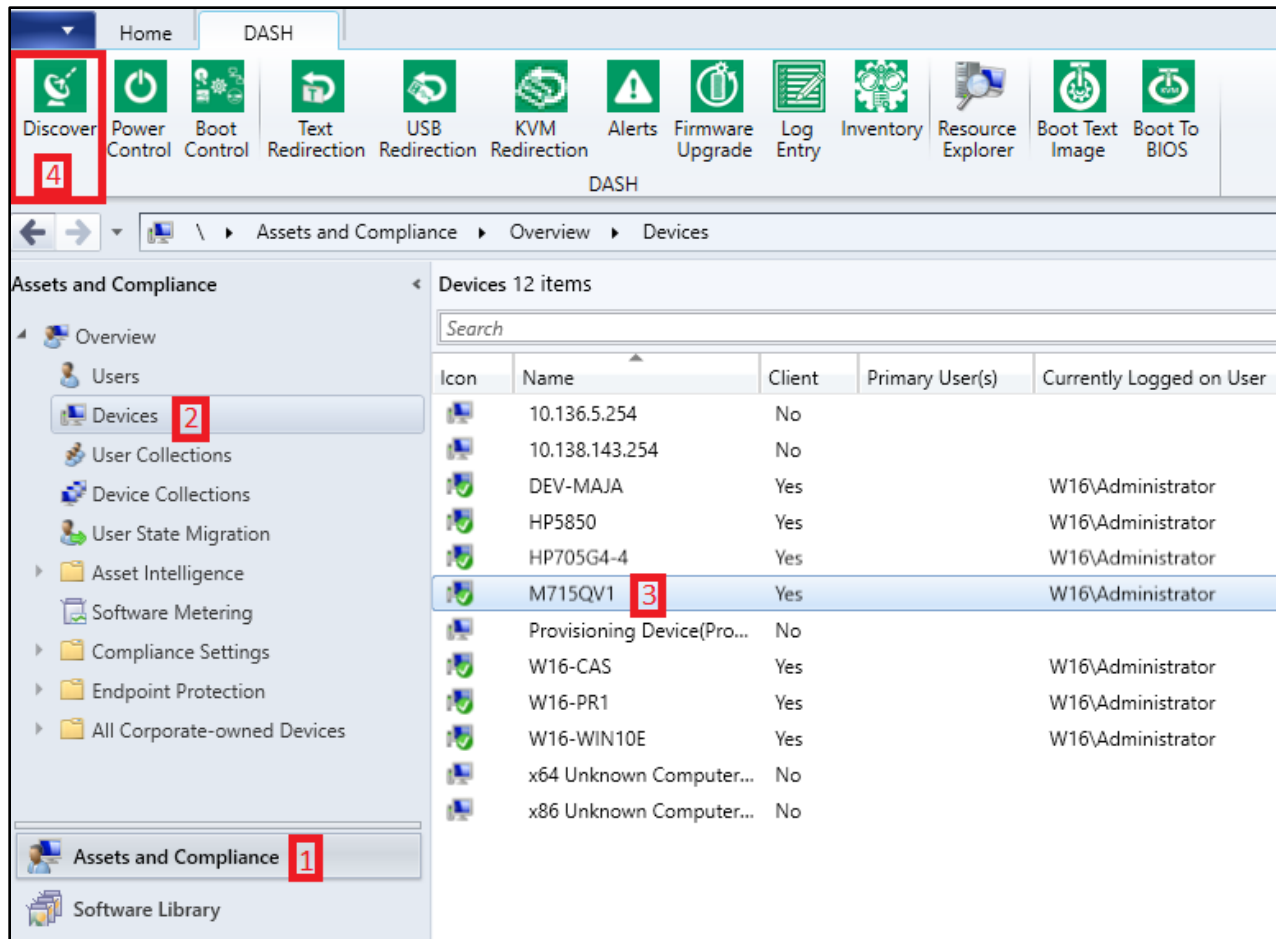 Home DASH
Discover Power Control Boot Control Text Redirection USB Redirection KVM Redirection Alerts Firmware Upgrade Log Entry Inventory Resource Explorer Boot Text Image Boot To BIOS
4
DASH
\ Assets and Compliance Overview Devices
Assets and Compliance
Overview
Users
Devices 2
User Collections
Device Collections
User State Migration
Asset Intelligence
Software Metering
Compliance Settings
Endpoint Protection
All Corporate-owned Devices
Assets and Compliance 1
Software Library
Devices 12 items
Search
Icon Name Client Primary User(s) Currently Logged on User
10.136.5.254 No
10.138.143.254 No
DEV-MAJA Yes W16\Administrator
HP5850 Yes W16\Administrator
HP705G4-4 Yes W16\Administrator
M715QV1 3 Yes W16\Administrator
Provisioning Device(Pro... No
W16-CAS Yes W16\Administrator
W16-PR1 Yes W16\Administrator
W16-WIN10E Yes W16\Administrator
x64 Unknown Computer... No
x86 Unknown Computer... No